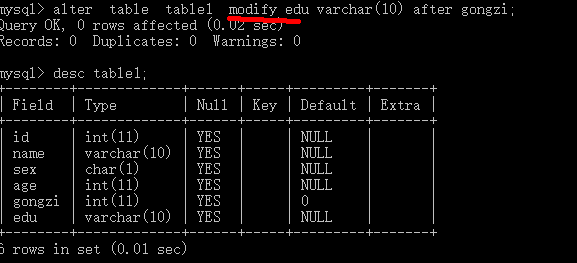 mysql> alter  table  table1  modify edu varchar(10) after gongzi;
Query OK, 0 rows affected (0.02 sec)
Records: 0  Duplicates: 0  Warnings: 0
mysql> desc table1;
+--------+-------------+------+-----+---------+-------+
| Field  | Type        | Null | Key | Default | Extra |
+--------+-------------+------+-----+---------+-------+
| id     | int(11)     | YES  |     | NULL    |       |
| name   | varchar(10) | YES  |     | NULL    |       |
| sex    | char(1)     | YES  |     | NULL    |       |
| age    | int(11)     | YES  |     | NULL    |       |
| gongzi | int(11)     | YES  |     | 0       |       |
| edu    | varchar(10) | YES  |     | NULL    |       |
+--------+-------------+------+-----+---------+-------+
6 rows in set (0.01 sec)